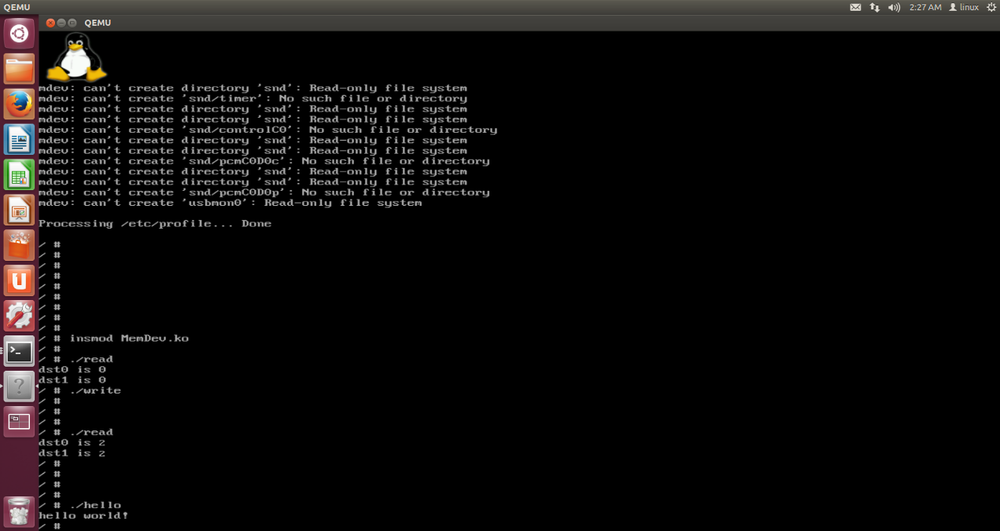 QEMU
2:27 AM linux
QEMU
mdev: can't create directory 'snd': Read-only file system
mdev: can't create 'snd/timer': No such file or directory
mdev: can't create directory 'snd': Read-only file system
mdev: can't create directory 'snd': Read-only file system
mdev: can't create 'snd/controlC0': No such file or directory
mdev: can't create directory 'snd': Read-only file system
mdev: can't create directory 'snd': Read-only file system
mdev: can't create 'snd/pcmC0D0c': No such file or directory
mdev: can't create directory 'snd': Read-only file system
mdev: can't create directory 'snd': Read-only file system
mdev: can't create 'snd/pcmC0D0p': No such file or directory
mdev: can't create 'usbmon0': Read-only file system
Processing /etc/profile... Done
/ #
/ #
/ #
/ #
/ #
/ #
/ #
/ #
/ #
/ # insmod MemDev.ko
/ #
/ # ./read
dst0 is 0
dst1 is 0
/ # ./write
/ #
/ #
/ #
/ # ./read
dst0 is 2
dst1 is 2
/ #
/ #
/ #
/ #
/ # ./hello
hello world!
/ #